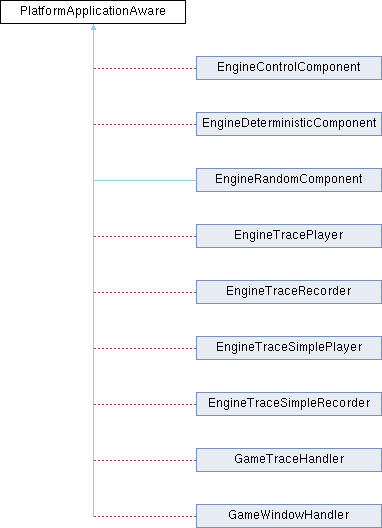 PlatformApplicationAware
EngineControlComponent
EngineDeterministicComponent
EngineRandomComponent
EngineTracePlayer
EngineTraceRecorder
EngineTraceSimplePlayer
EngineTraceSimpleRecorder
GameTraceHandler
GameWindowHandler